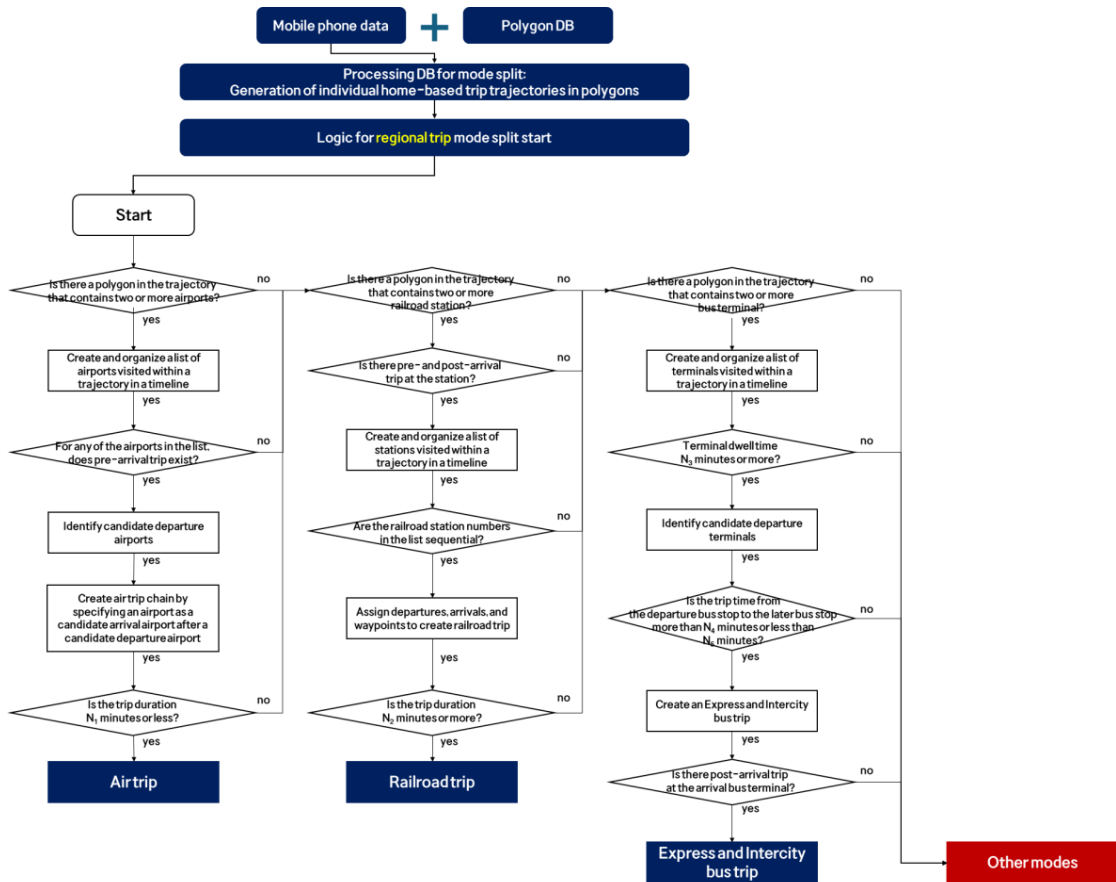 Mobile phone data
+
Polygon DB
Processing DB for mode split:
Generation of individual home-based trip trajectories in polygons
Logic for regional trip mode split start
Start
Is there a polygon in the trajectory
that contains two or more airports?
no
yes
Create and organize a list of
airports visited within a
trajectory in a timeline
yes
For any of the airports in the list.
does pre-arrival trip exist?
no
yes
Identify candidate departure
airports
yes
Create air trip chain by
specifying an airport as a
candidate arrival airport after a
candidate departure airport
yes
Is the trip duration
N₁ minutes or less?
no
yes
Air trip
Is there a polygon in the trajectory
that contains two or more
railroad station?
no
yes
Is there pre- and post-arrival
trip at the station?
no
yes
Create and organize a list of
stations visited within a
trajectory in a timeline
yes
Are the railroad station numbers
in the list sequential?
no
yes
Assign departures, arrivals, and
waypoints to create railroad trip
yes
Is the trip duration
N₂ minutes or more?
no
yes
Railroad trip
Is there a polygon in the trajectory
that contains two or more
bus terminal?
no
yes
Create and organize a list of
terminals visited within a
trajectory in a timeline
yes
Terminal dwell time
N₃ minutes or more?
no
yes
Identify candidate departure
terminals
yes
Is the trip time from
the departure bus stop to the later bus stop
more than N₄ minutes or less than
N₅ minutes?
no
yes
Create an Express and Intercity
bus trip
yes
Is there post-arrival trip
at the arrival bus terminal?
no
yes
Express and Intercity
bus trip
Other modes